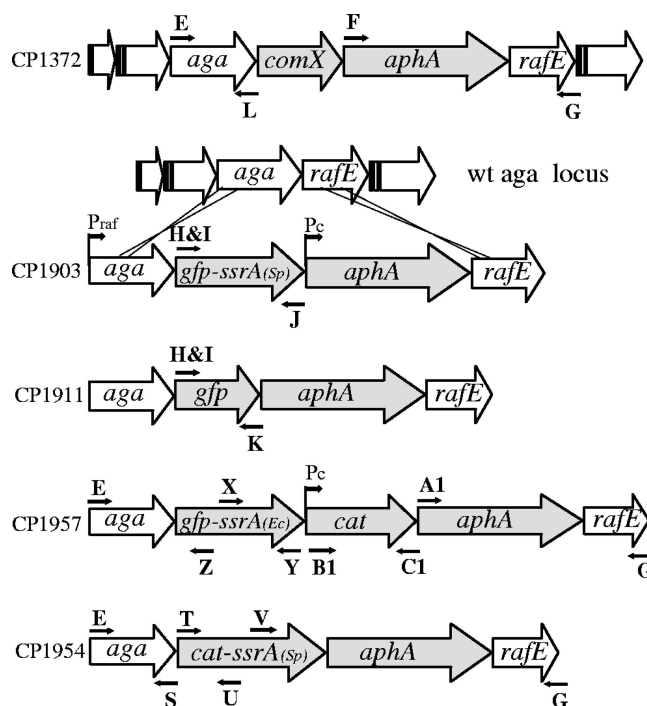 E F
CP1372 aga comX aphA rafE
L G
aga rafE wt aga locus
Praf H&I Pc
CP1903 aga gfp-ssrA(Sp) aphA rafE
J
H&I
CP1911 aga gfp aphA rafE
K
E X Pc A1
CP1957 aga gfp-ssrA(Ec) cat aphA rafE
Z Y B1 C1 G
E T V
CP1954 aga cat-ssrA(Sp) aphA rafE
S U G